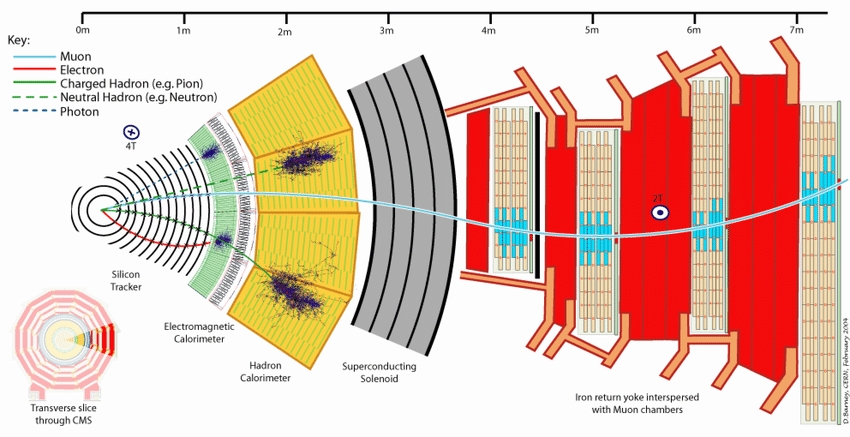 0m 1m 2m 3m 4m 5m 6m 7m
Key:
Muon
Electron
Charged Hadron (e.g. Pion)
Neutral Hadron (e.g. Neutron)
Photon
4T
2T
Silicon
Tracker
Electromagnetic
Calorimeter
Hadron
Calorimeter
Superconducting
Solenoid
Iron return yoke interspersed
with Muon chambers
Transverse slice
through CMS
D.Barney, CERN, February 2004